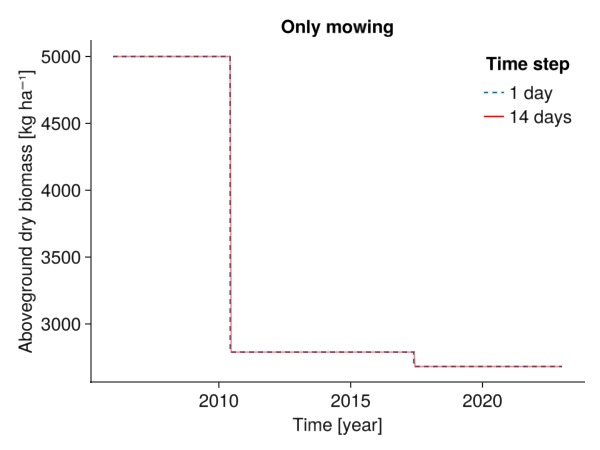 Only mowing
Aboveground dry biomass [kg ha⁻¹]
5000
4500
4000
3500
3000
2010
2015
2020
Time [year]
Time step
1 day
14 days